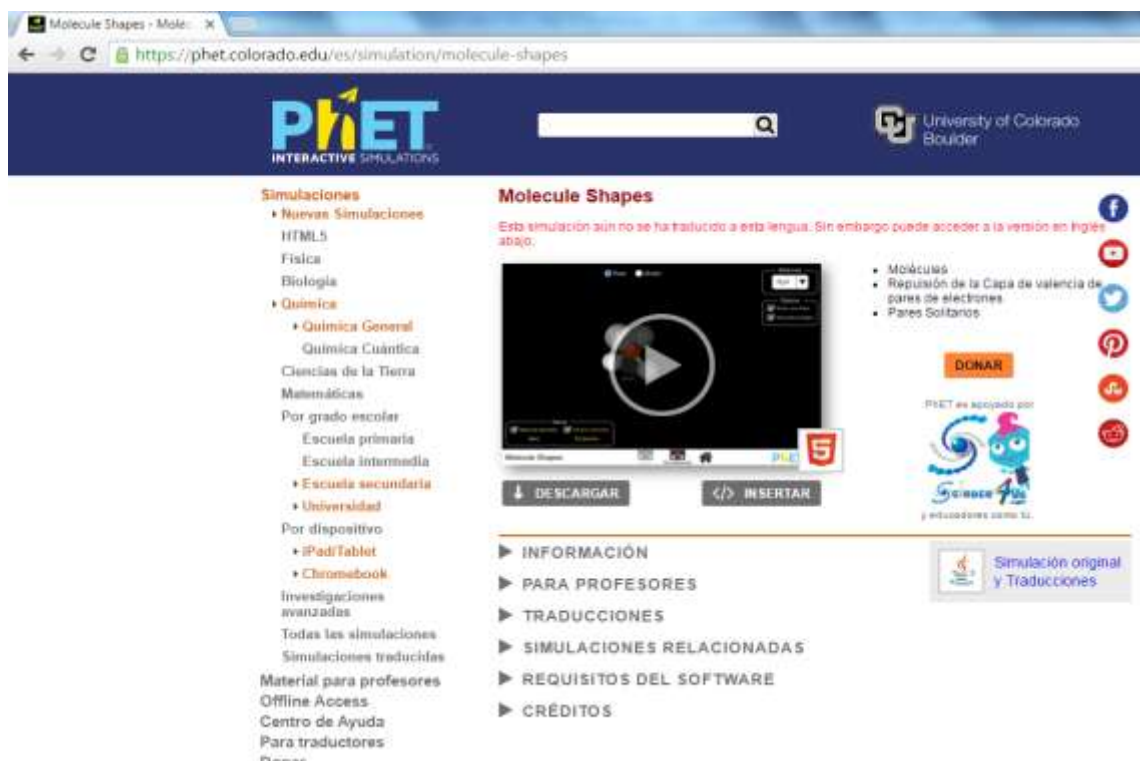 Molecule Shapes - Mole
https://phet.colorado.edu/es/simulation/molecule-shapes
PhET
INTERACTIVE SIMULATIONS
University of Colorado
Boulder
Simulaciones
Nuevas Simulaciones
HTML5
Física
Biología
Química
Química General
Química Cuántica
Ciencias de la Tierra
Matemáticas
Por grado escolar
Escuela primaria
Escuela intermedia
Escuela secundaria
Universidad
Por dispositivo
iPad/Tablet
Chromebook
Investigaciones
avanzadas
Todas las simulaciones
Simulaciones traducidas
Material para profesores
Offline Access
Centro de Ayuda
Para traductores
Donar
Molecule Shapes
Esta simulación aún no se ha traducido a esta lengua. Sin embargo puede acceder a la versión en Inglés
abajo.
Molecule Shapes
PhET
5
DESCARGAR
</> INSERTAR
Moléculas
Repulsión de la Capa de valencia de
pares de electrones
Pares Solitarios
DONAR
PhET es apoyado por
Science 4 Us
y educadores como tú.
INFORMACIÓN
PARA PROFESORES
TRADUCCIONES
SIMULACIONES RELACIONADAS
REQUISITOS DEL SOFTWARE
CRÉDITOS
Simulación original
y Traducciones